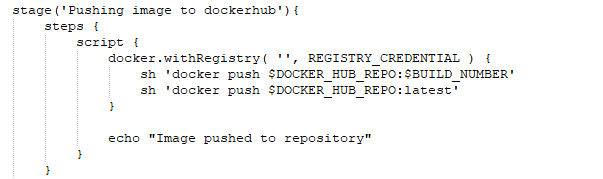 stage('Pushing image to dockerhub'){
steps {
script {
docker.withRegistry( '', REGISTRY_CREDENTIAL ) {
sh 'docker push $DOCKER_HUB_REPO:$BUILD_NUMBER'
sh 'docker push $DOCKER_HUB_REPO:latest'
}
echo "Image pushed to repository"
}
}